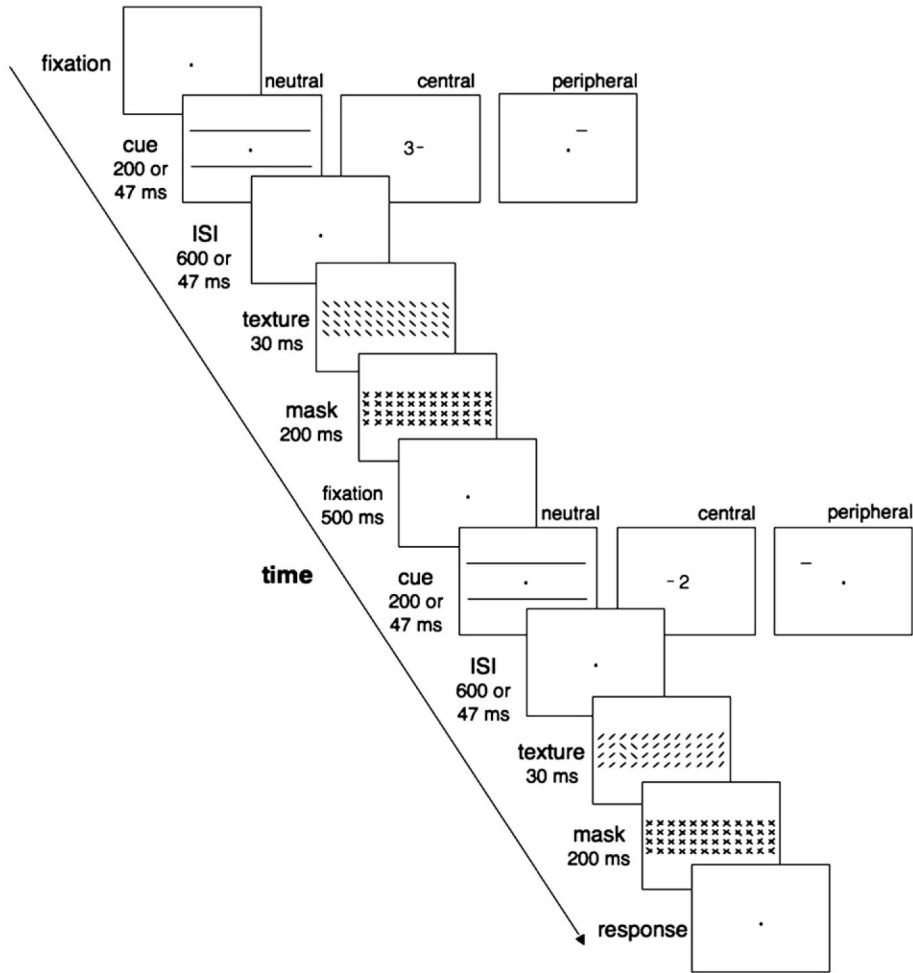 fixation
neutral
central
peripheral
cue
200 or
47 ms
3-
ISI
600 or
47 ms
texture
30 ms
mask
200 ms
fixation
500 ms
neutral
central
peripheral
time
cue
200 or
47 ms
-2
ISI
600 or
47 ms
texture
30 ms
mask
200 ms
response